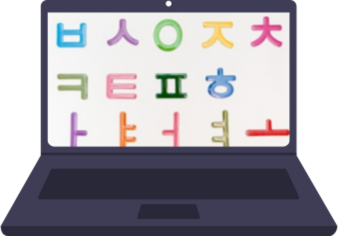 ㅂ ㅅ ㅇ ㅈ ㅊ
ㅋ ㅌ ㅍ ㅎ
ㅏ ㅑ ㅓ ㅕ ㅗ